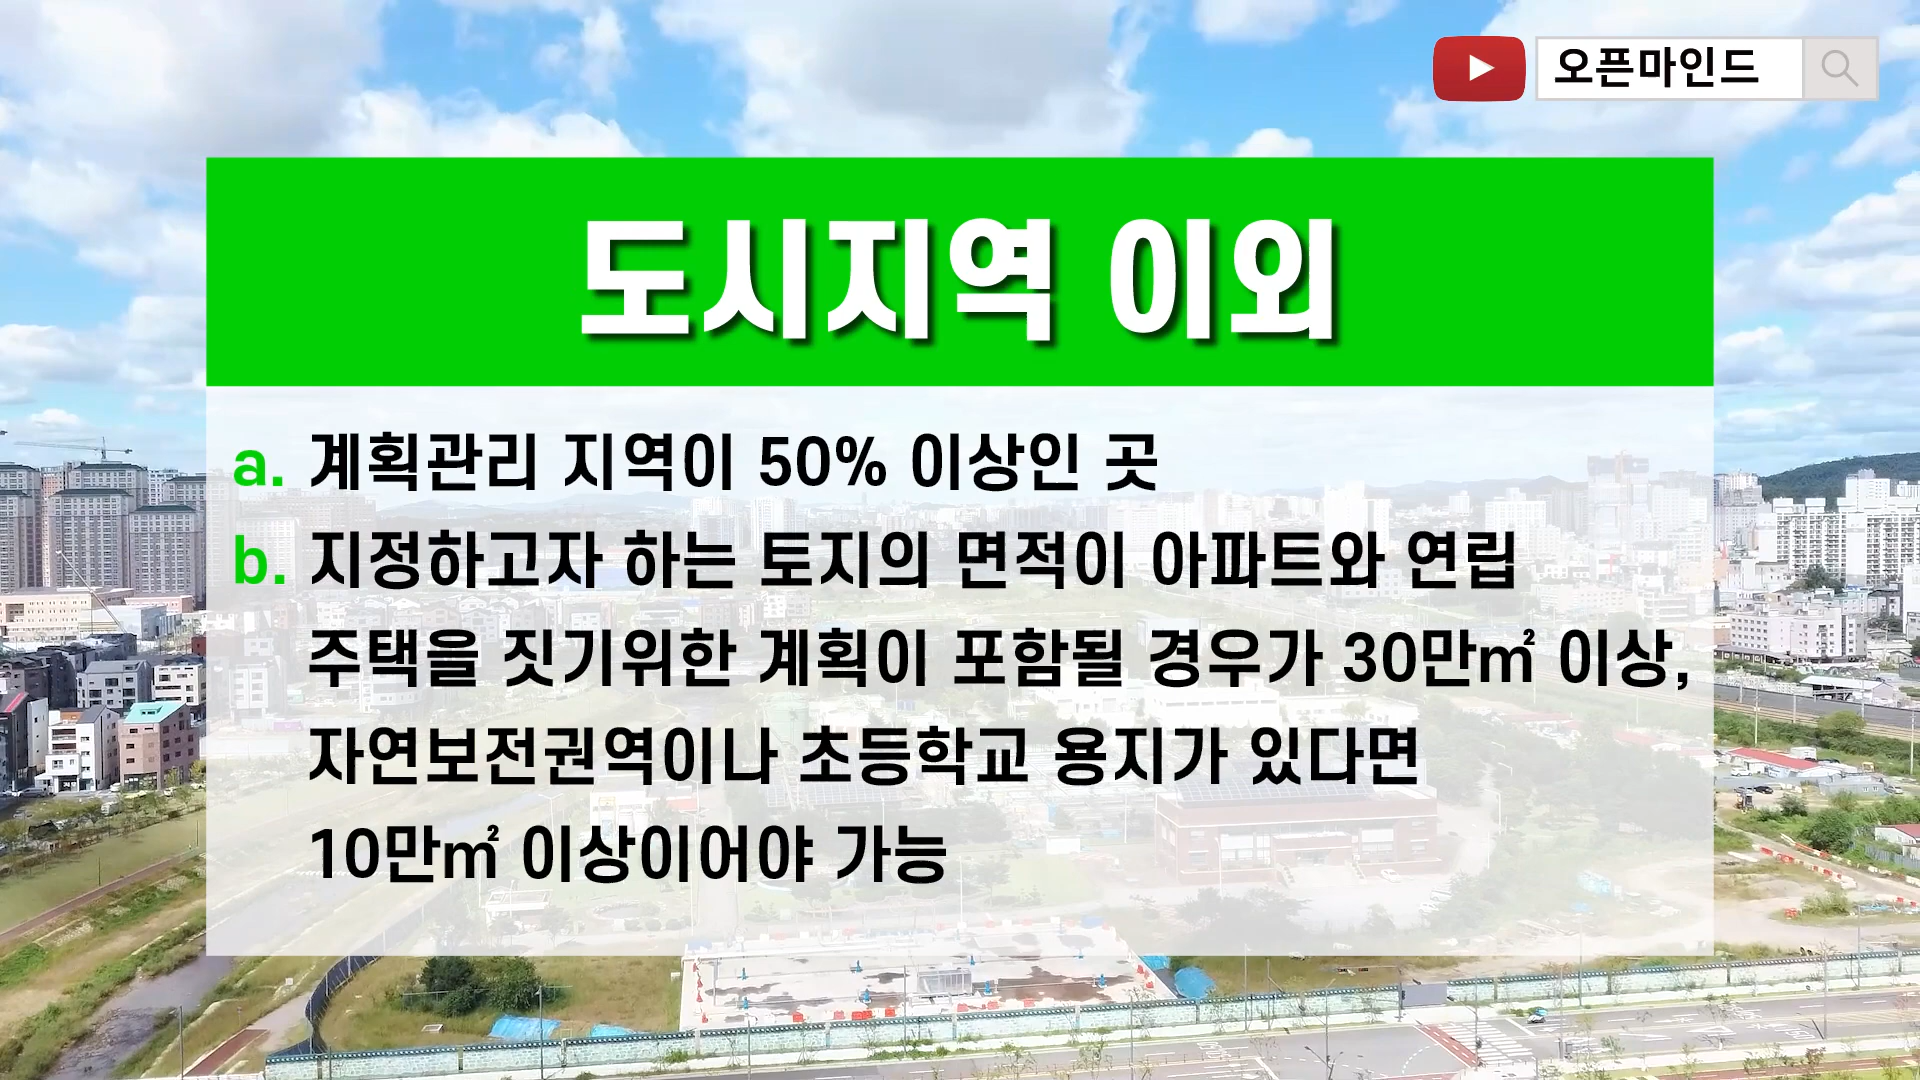 오픈마인드
도시지역 이외
a. 계획관리 지역이 50% 이상인 곳
b. 지정하고자 하는 토지의 면적이 아파트와 연립
주택을 짓기위한 계획이 포함될 경우가 30만㎡ 이상,
자연보전권역이나 초등학교 용지가 있다면
10만㎡ 이상이어야 가능